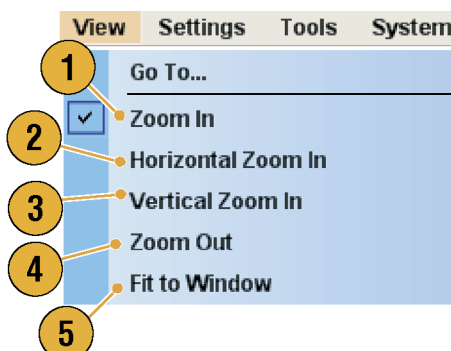 View Settings Tools System
Go To...
1
Zoom In
2
Horizontal Zoom In
3
Vertical Zoom In
4
Zoom Out
5
Fit to Window